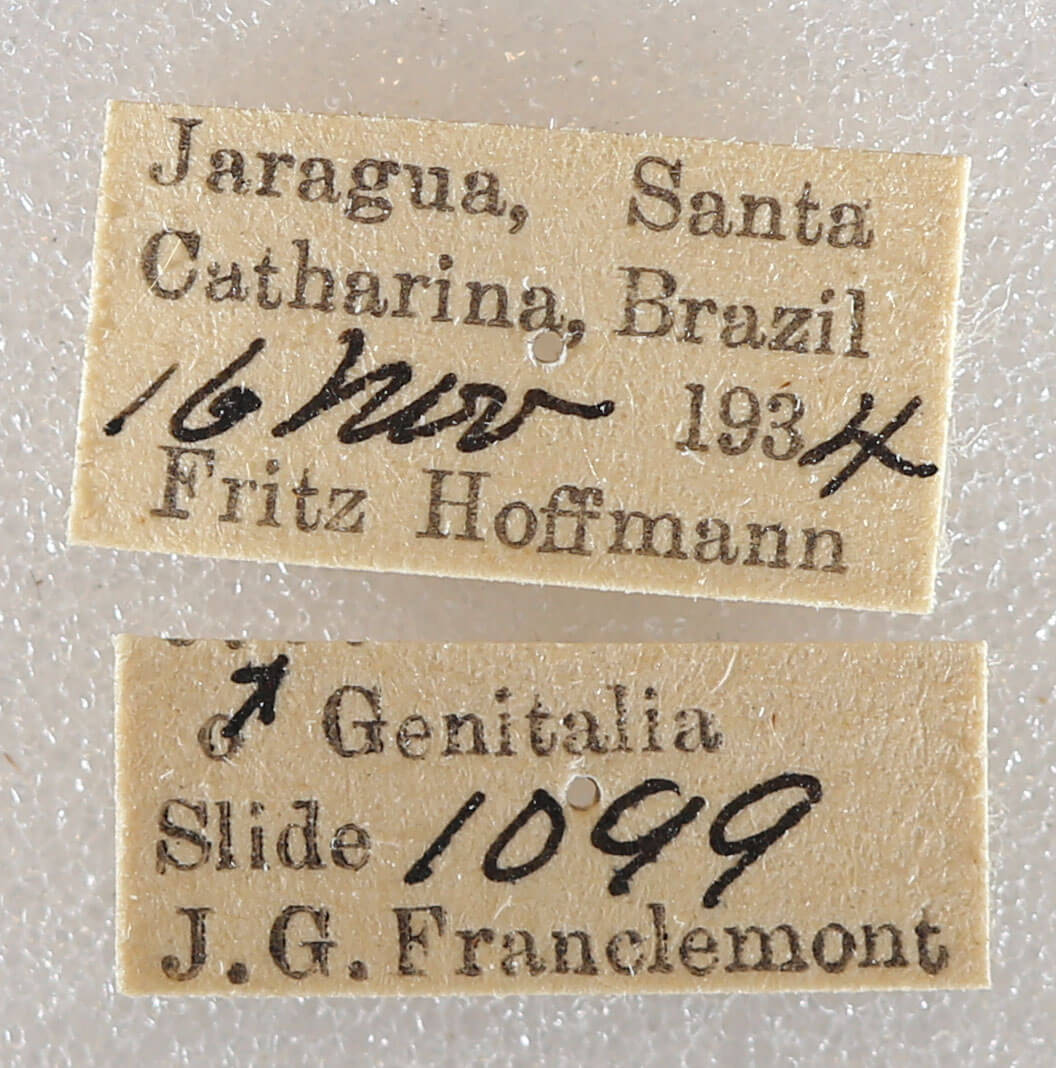 Jaragua, Santa
Catharina, Brazil
16 Nov 1934
Fritz Hoffmann
♂ Genitalia
Slide 1099
J. G. Franclemont